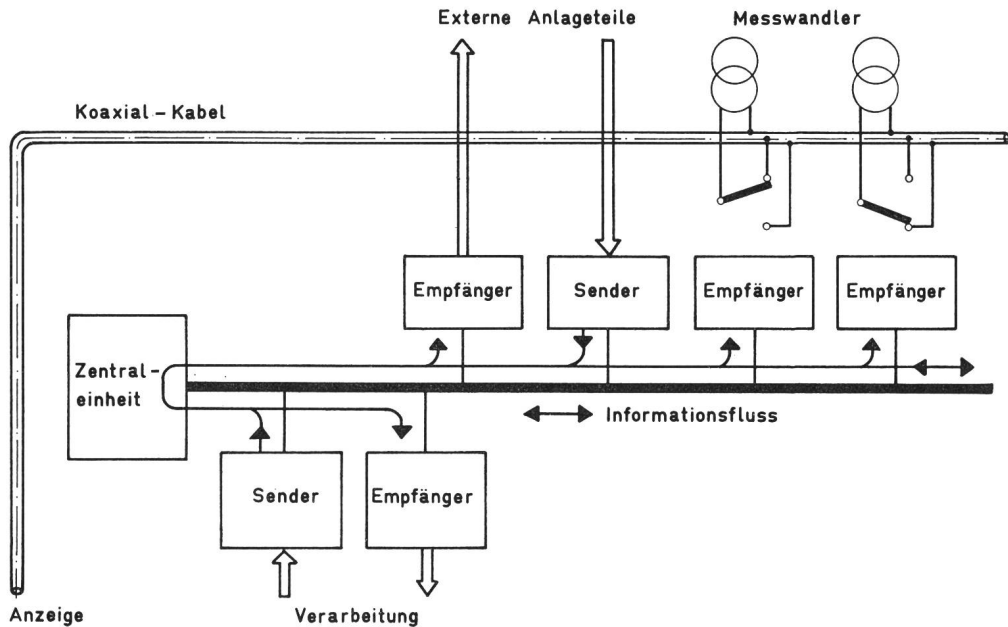 Externe Anlageteile
Messwandler
Koaxial – Kabel
Empfänger
Sender
Empfänger
Empfänger
Zentral-
einheit
Informationsfluss
Sender
Empfänger
Anzeige
Verarbeitung